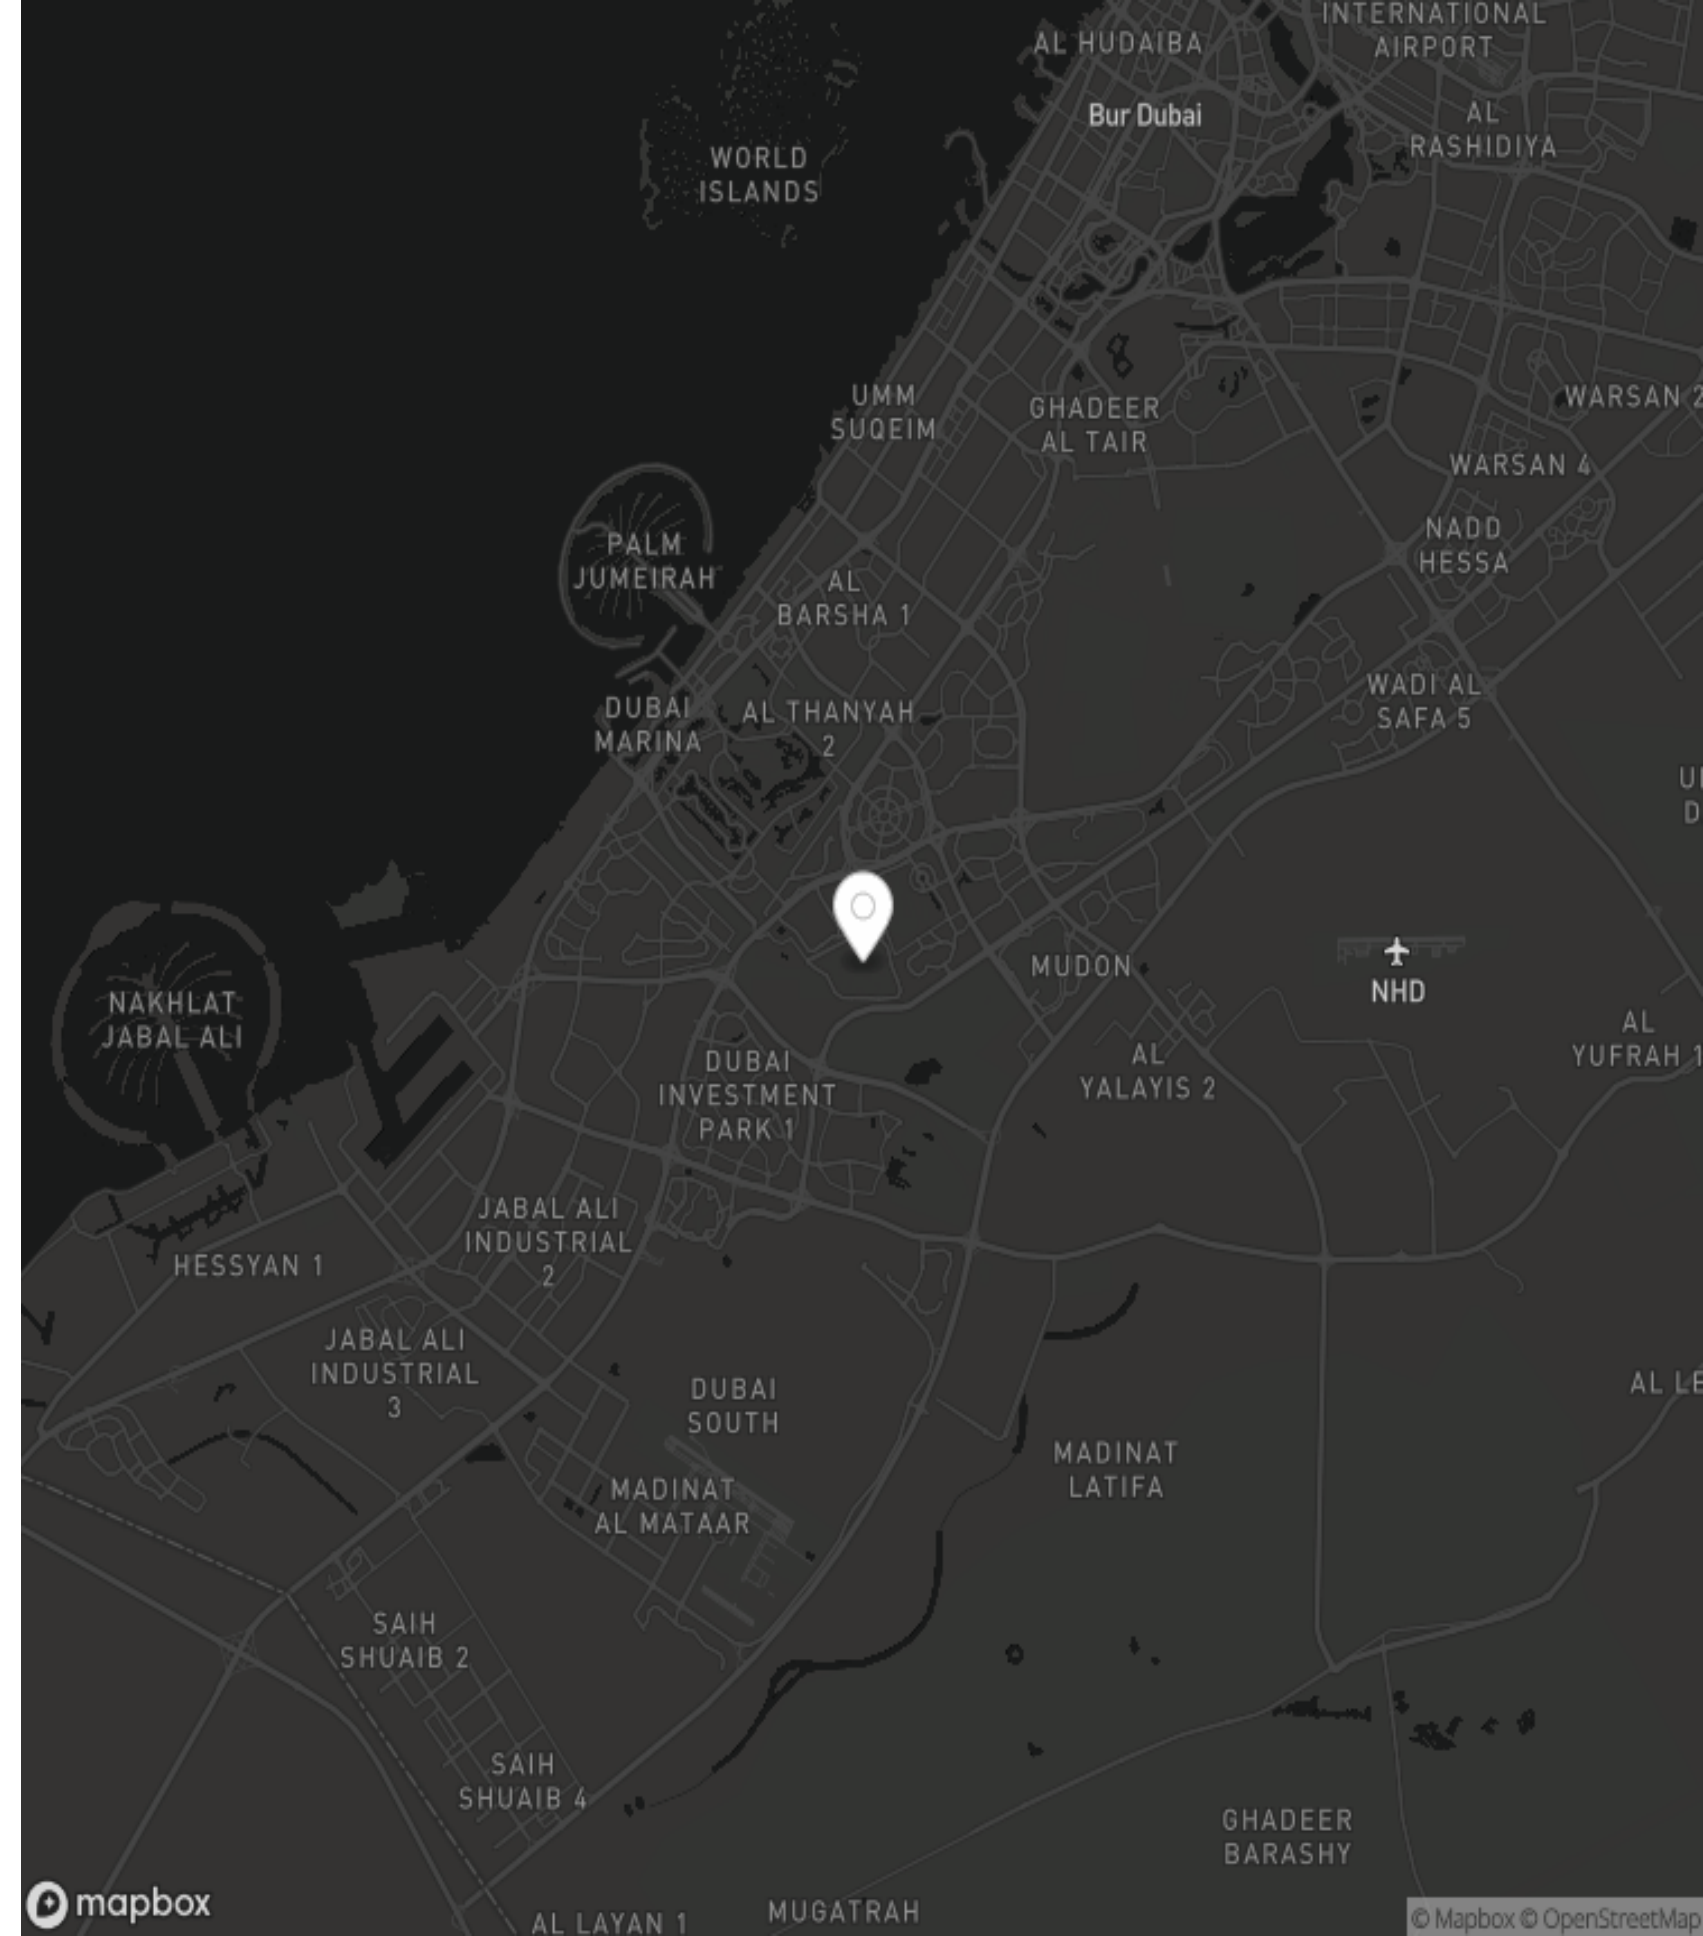 INTERNATIONAL
AIRPORT
AL HUDAIBA
Bur Dubai
AL
RASHIDIYA
WORLD
ISLANDS
UMM
SUQEIM
GHADEER
AL TAIR
WARSAN 2
WARSAN 4
NADD
HESSA
PALM
JUMEIRAH
AL
BARSHA 1
WADI AL
SAFA 5
DUBAI
MARINA
AL THANYAH
2
MUDON
NHD
NAKHLAT
JABAL ALI
AL
YUFRAH 1
AL
YALAYIS 2
DUBAI
INVESTMENT
PARK 1
JABAL ALI
INDUSTRIAL
2
HESSYAN 1
JABAL ALI
INDUSTRIAL
3
DUBAI
SOUTH
AL LE
MADINAT
LATIFA
MADINAT
AL MATAAR
SAIH
SHUAIB 2
SAIH
SHUAIB 4
GHADEER
BARASHY
MUGATRAH
AL LAYAN 1
mapbox
© Mapbox © OpenStreetMap